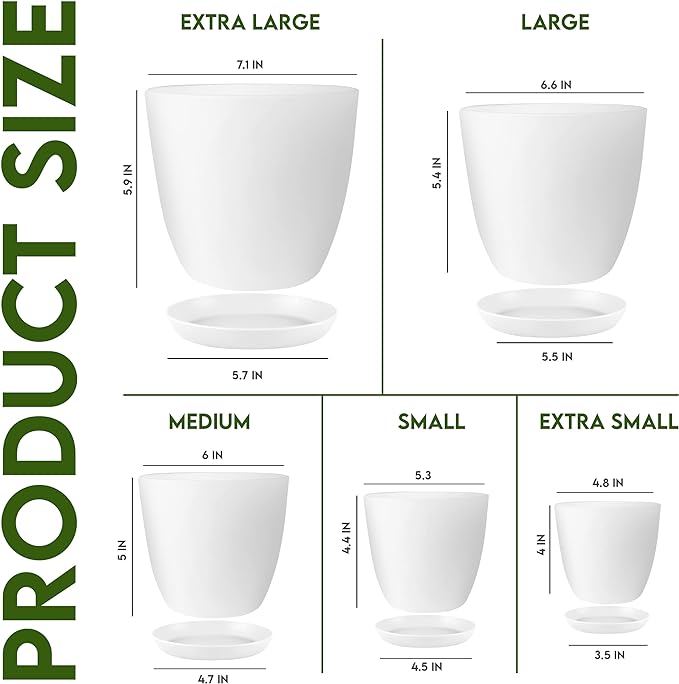 PRODUCT SIZE
EXTRA LARGE
7.1 IN
5.9 IN
5.7 IN
LARGE
6.6 IN
5.4 IN
5.5 IN
MEDIUM
6 IN
5 IN
4.7 IN
SMALL
5.3
4.4 IN
4.5 IN
EXTRA SMALL
4.8 IN
4 IN
3.5 IN